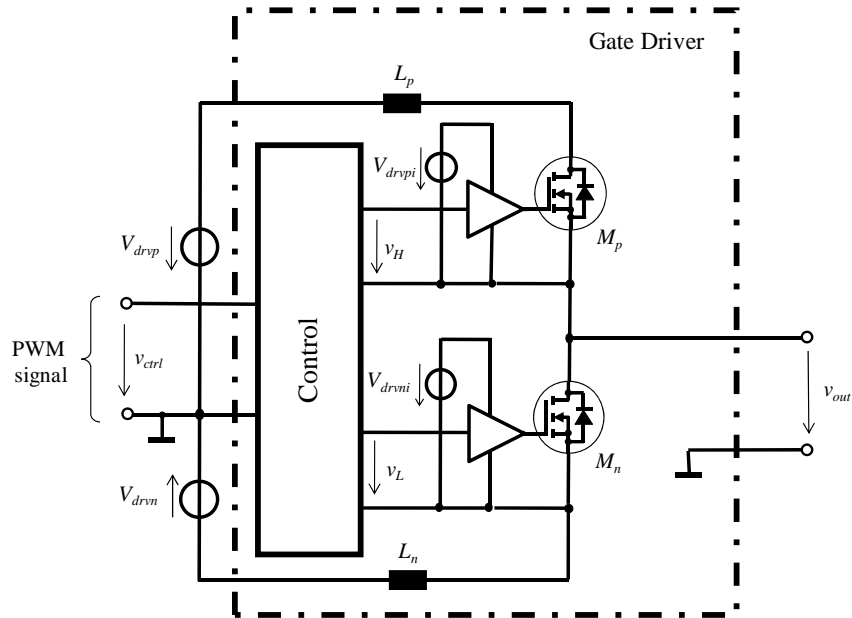 Gate Driver
L_p
V_drvpi
M_p
V_drvp
v_H
PWM
signal
v_ctrl
Control
V_drvni
v_out
M_n
V_drvn
v_L
L_n